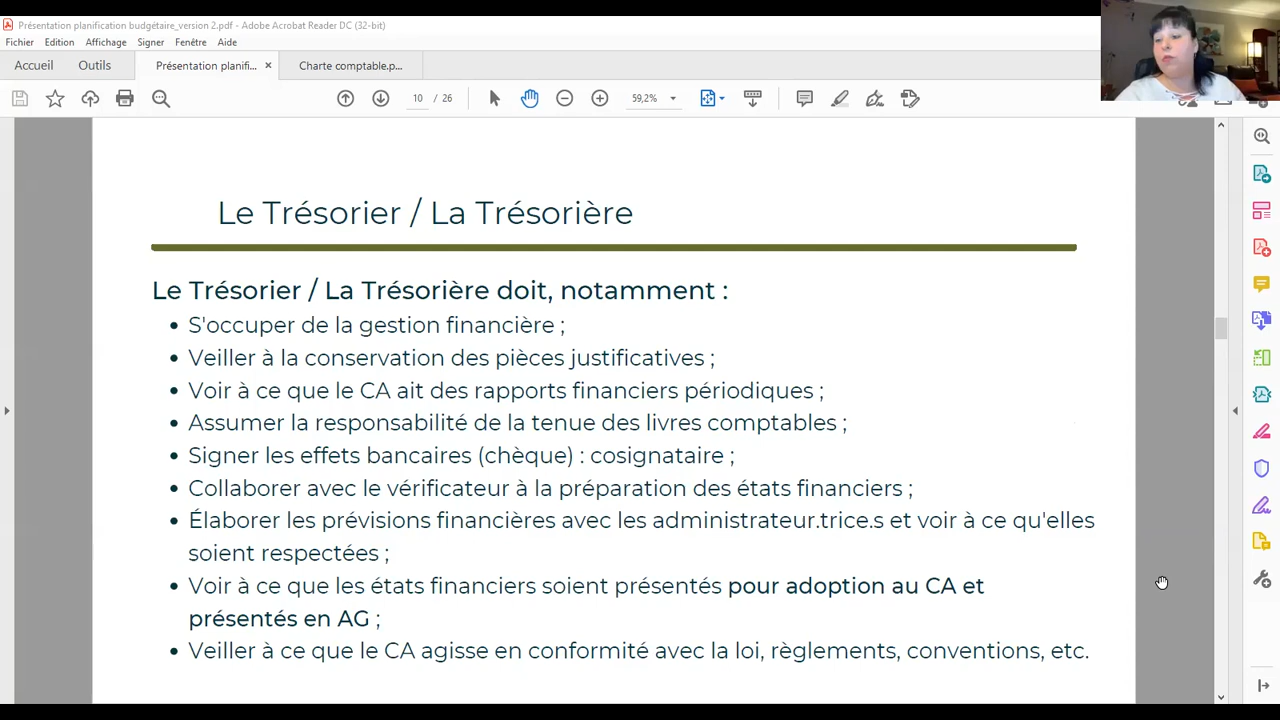 Présentation planification budgétaire_version 2.pdf - Adobe Acrobat Reader DC (32-bit)
Fichier Edition Affichage Signer Fenêtre Aide
Accueil Outils Présentation planifi... × Charte comptable.p...
10 / 26 59,2%
Le Trésorier / La Trésorière
Le Trésorier / La Trésorière doit, notamment :
• S'occuper de la gestion financière ;
• Veiller à la conservation des pièces justificatives ;
• Voir à ce que le CA ait des rapports financiers périodiques ;
• Assumer la responsabilité de la tenue des livres comptables ;
• Signer les effets bancaires (chèque) : cosignataire ;
• Collaborer avec le vérificateur à la préparation des états financiers ;
• Élaborer les prévisions financières avec les administrateur.trice.s et voir à ce qu'elles
soient respectées ;
• Voir à ce que les états financiers soient présentés pour adoption au CA et
présentés en AG ;
• Veiller à ce que le CA agisse en conformité avec la loi, règlements, conventions, etc.